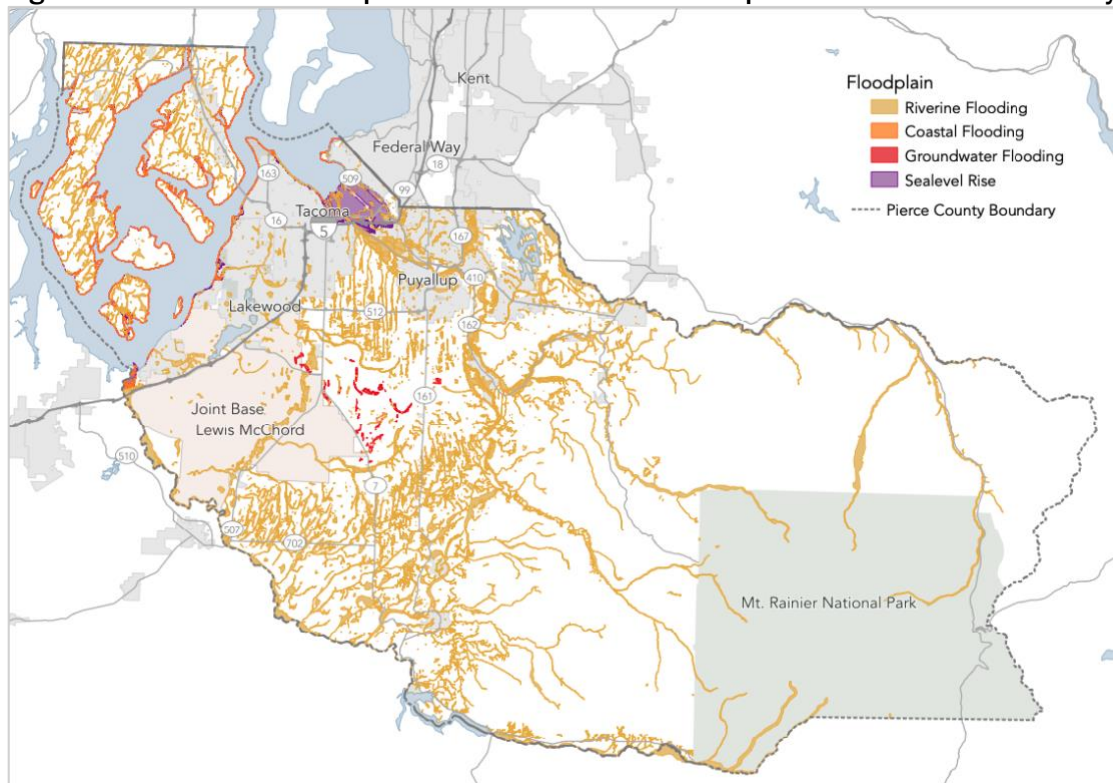 Kent
Floodplain
Riverine Flooding
Coastal Flooding
Groundwater Flooding
Sealevel Rise
Pierce County Boundary
Federal Way
18
509
99
163
Tacoma
16
5
167
Puyallup
410
Lakewood
512
162
161
Joint Base
Lewis McChord
510
7
507
702
Mt. Rainier National Park